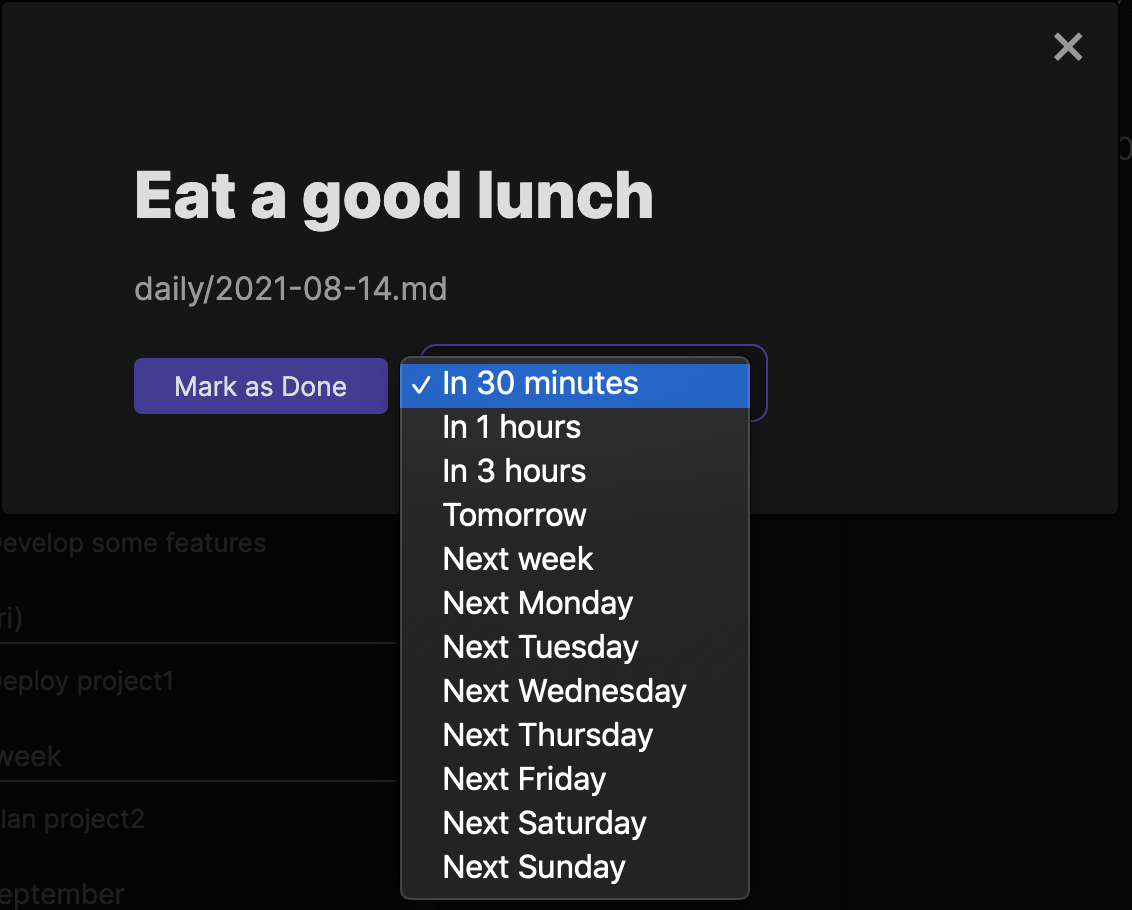 Eat a good lunch
daily/2021-08-14.md
Mark as Done
✓ In 30 minutes
In 1 hours
In 3 hours
Tomorrow
Next week
Next Monday
Next Tuesday
Next Wednesday
Next Thursday
Next Friday
Next Saturday
Next Sunday
evelop some features
ri)
eploy project1
week
lan project2
eptember